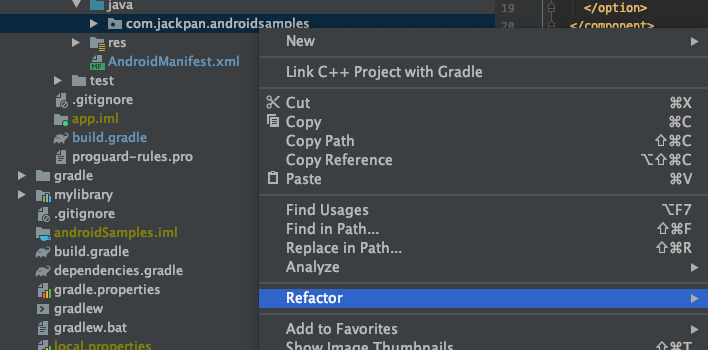 java
com.jackpan.androidsamples
res
AndroidManifest.xml
test
.gitignore
app.iml
build.gradle
proguard-rules.pro
gradle
mylibrary
.gitignore
androidSamples.iml
build.gradle
dependencies.gradle
gradle.properties
gradlew
gradlew.bat
local.properties
19 </option>
20 </component>
New
Link C++ Project with Gradle
Cut ⌘X
Copy ⌘C
Copy Path ⇧⌘C
Copy Reference ⌥⇧⌘C
Paste ⌘V
Find Usages ⌥F7
Find in Path... ⇧⌘F
Replace in Path... ⇧⌘R
Analyze
Refactor
Add to Favorites
Show Image Thumbnails ⇧⌘T